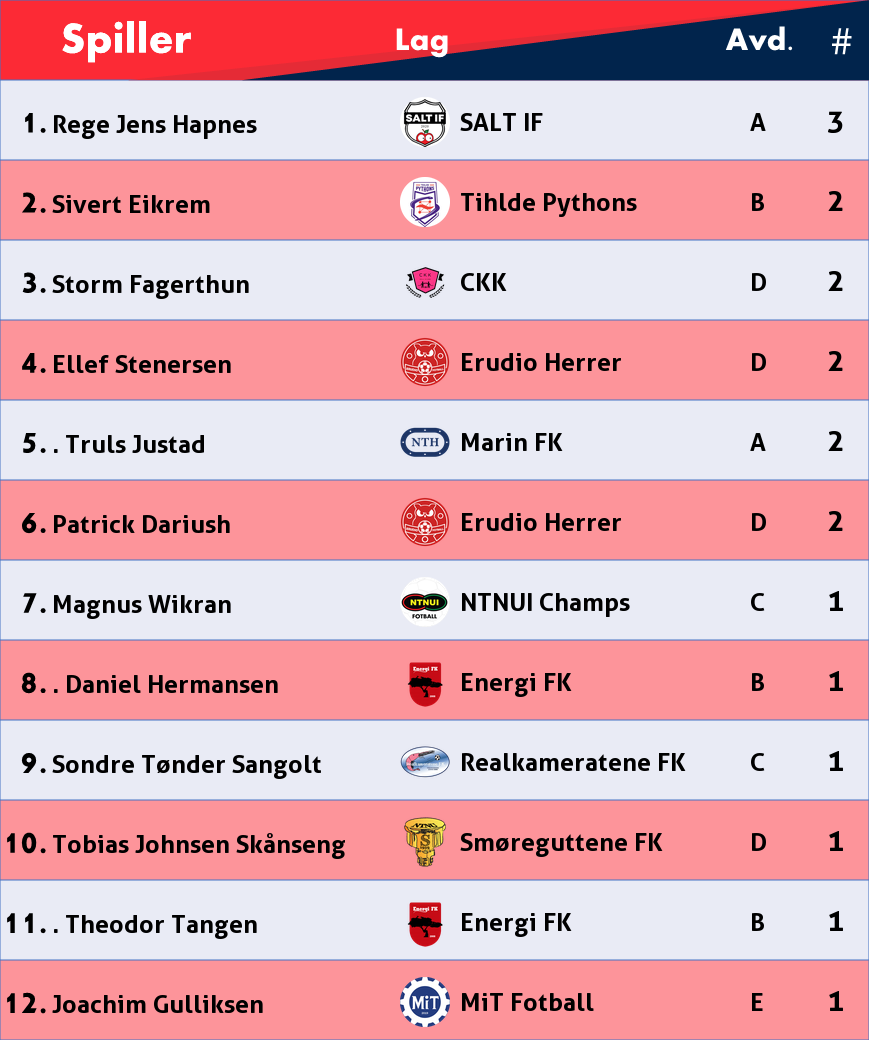 Spiller Lag Avd. #
1. Rege Jens Hapnes SALT IF SALT IF A 3
2. Sivert Eikrem PYTHONS Tihlde Pythons B 2
3. Storm Fagerthun CKK CKK D 2
4. Ellef Stenersen Erudio Herrer D 2
5. . Truls Justad NTH Marin FK A 2
6. Patrick Dariush Erudio Herrer D 2
7. Magnus Wikran NTNUI FOTBALL NTNUI Champs C 1
8. . Daniel Hermansen Energi FK Energi FK B 1
9. Sondre Tønder Sangolt Realkameratene FK C 1
10. Tobias Johnsen Skånseng NTNU S Smøreguttene FK D 1
11. . Theodor Tangen Energi FK Energi FK B 1
12. Joachim Gulliksen MiT MiT Fotball E 1